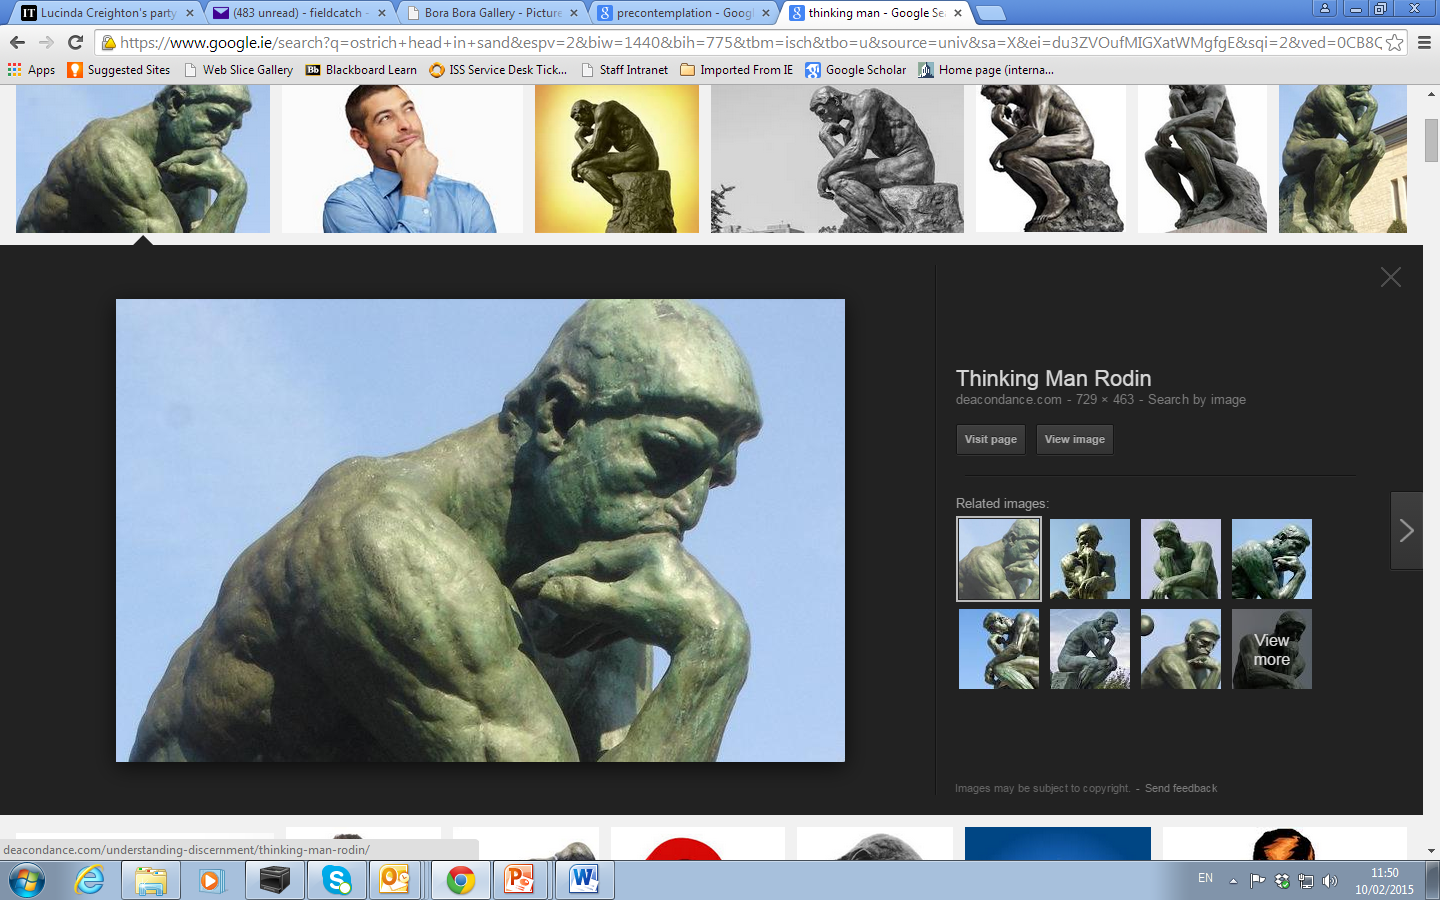 Lucinda Creighton's party
(483 unread) - fieldcatch -
Bora Bora Gallery - Picture
precontemplation - Googl
thinking man - Google Se
https://www.google.ie/search?q=ostrich+head+in+sand&espv=2&biw=1440&bih=775&tbm=isch&tbo=u&source=univ&sa=X&ei=du3ZVOufMIGXatWMgfgE&sqi=2&ved=0CB8Q
Apps
Suggested Sites
Web Slice Gallery
Bb Blackboard Learn
ISS Service Desk Tick...
Staff Intranet
Imported From IE
Google Scholar
Home page (interna...
Thinking Man Rodin
deacondance.com - 729 × 463 - Search by image
Visit page
View image
Related images:
View
more
Images may be subject to copyright. - Send feedback
deacondance.com/understanding-discernment/thinking-man-rodin/
EN
11:50
10/02/2015